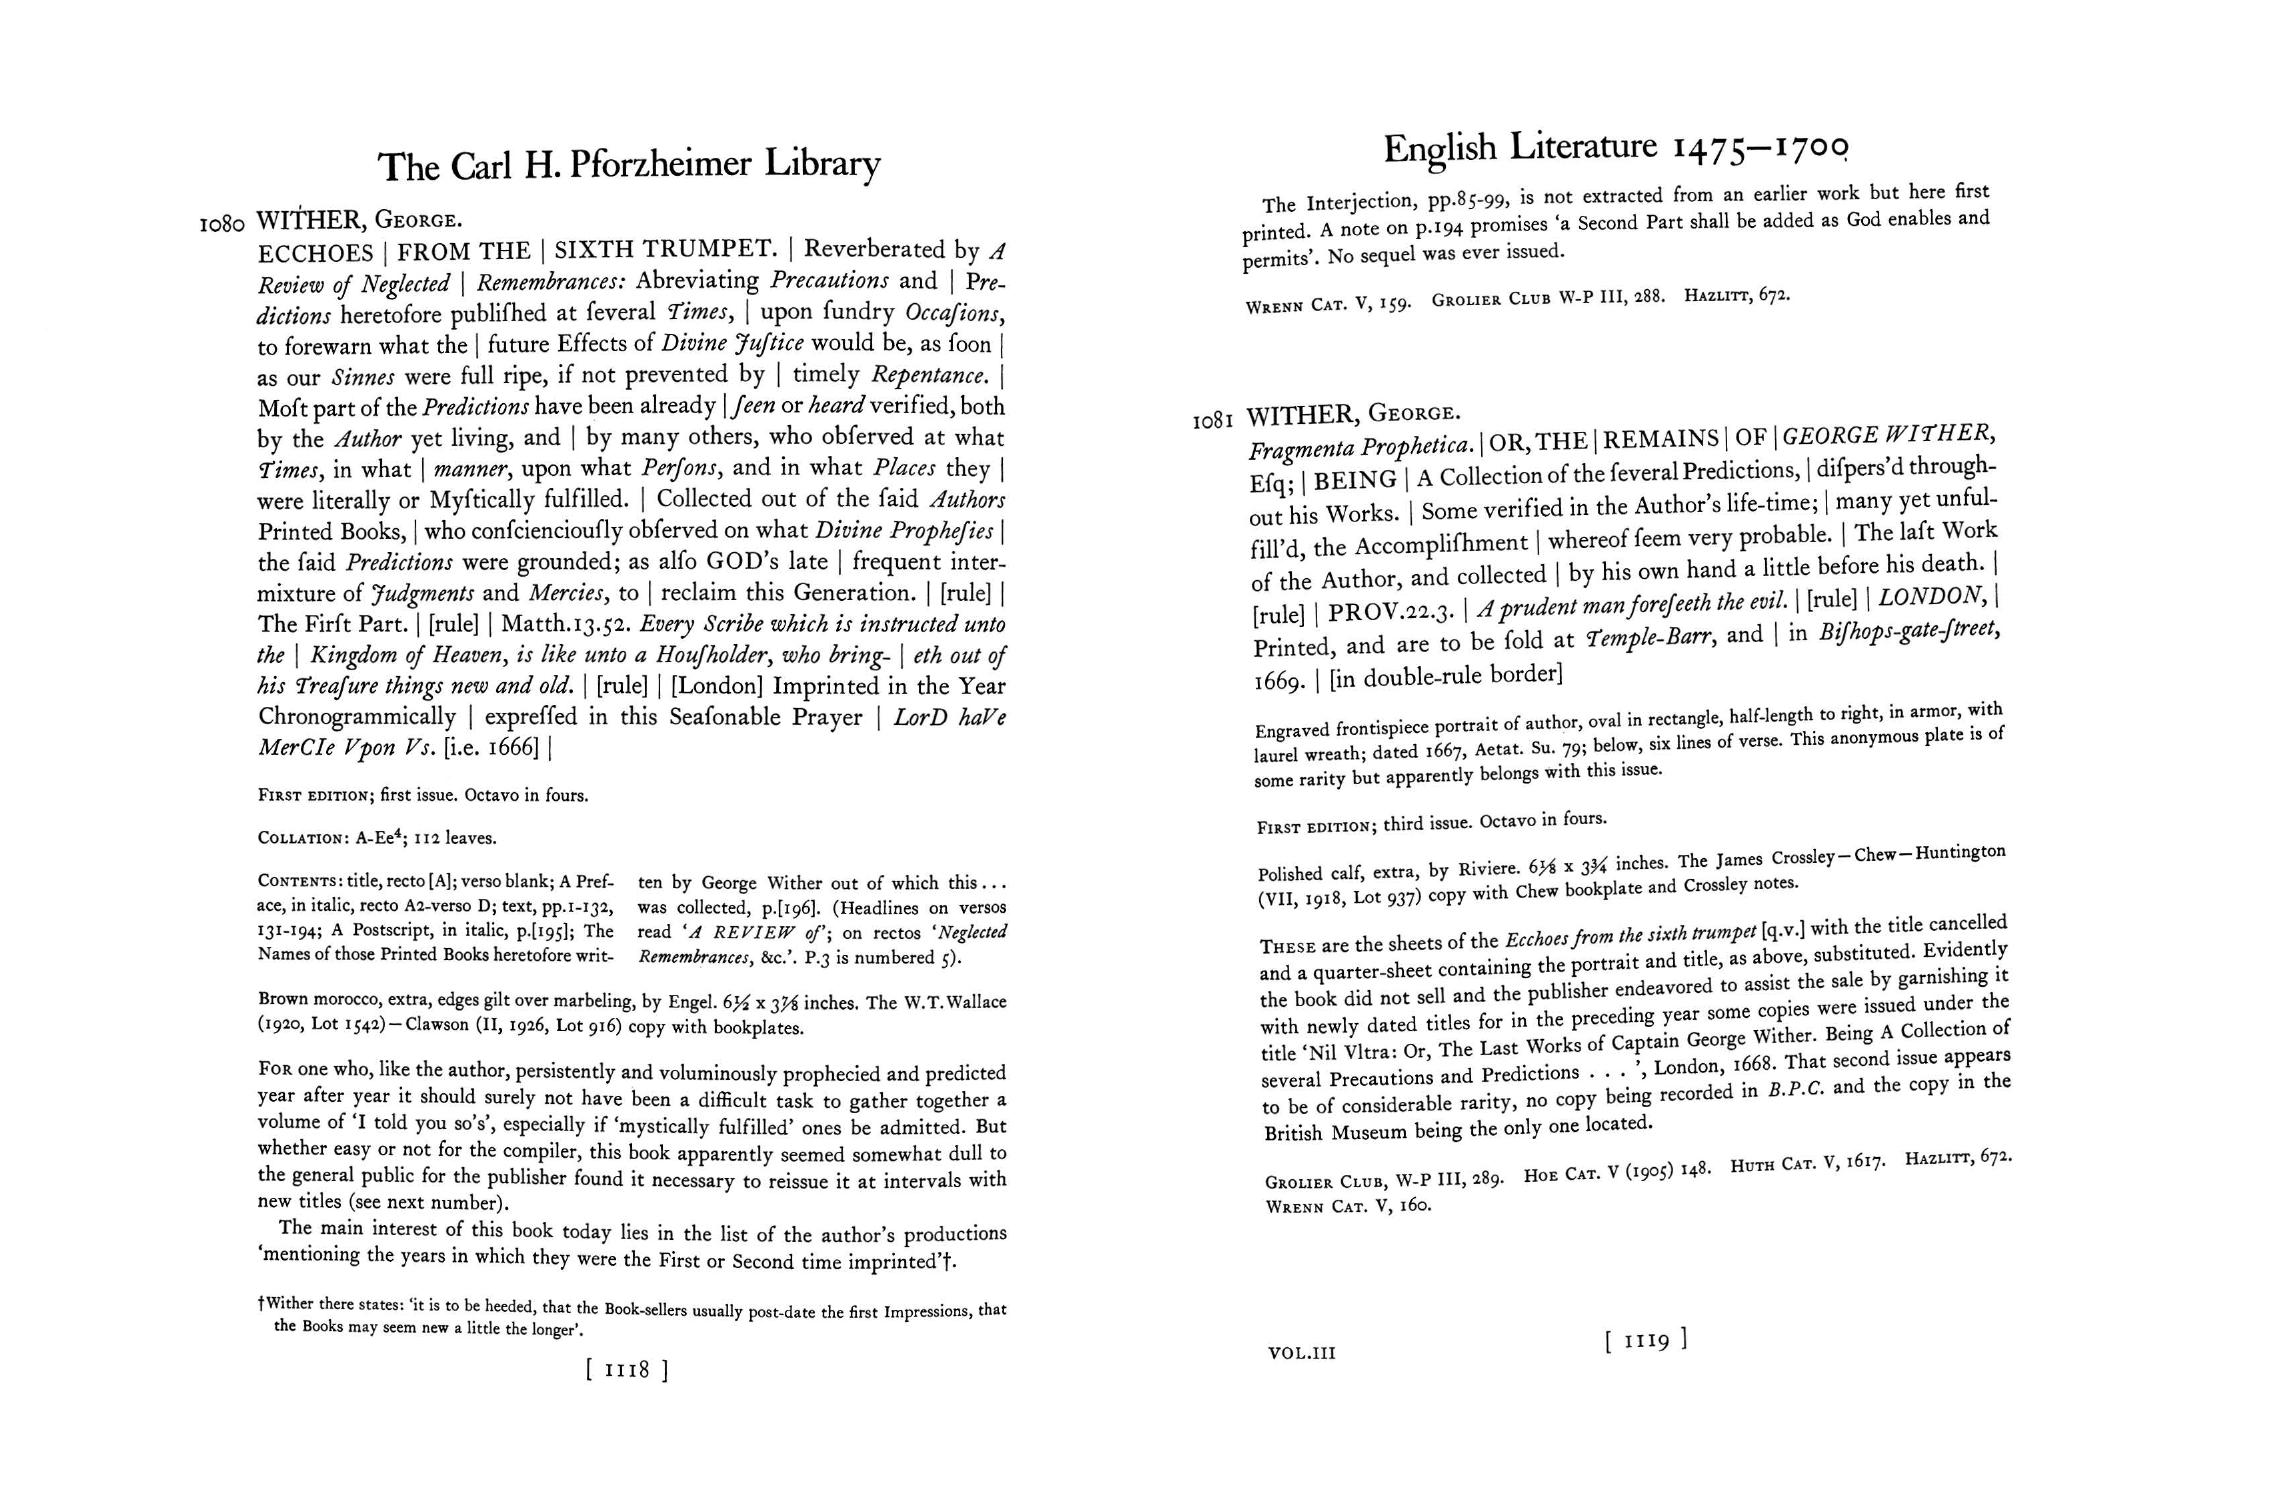 The Carl H. Pforzheimer Library
1080 WITHER, GEORGE.
ECCHOES | FROM THE | SIXTH TRUMPET. | Reverberated by A
Review of Neglected | Remembrances: Abreviating Precautions and | Pre-
dictions heretofore publiſhed at ſeveral Times, | upon ſundry Occaſions,
to forewarn what the | future Effects of Divine Juſtice would be, as ſoon |
as our Sinnes were full ripe, if not prevented by | timely Repentance. |
Moſt part of the Predictions have been already | ſeen or heard verified, both
by the Author yet living, and | by many others, who obſerved at what
Times, in what | manner, upon what Perſons, and in what Places they |
were literally or Myſtically fulfilled. | Collected out of the ſaid Authors
Printed Books, | who conſcienciouſly obſerved on what Divine Propheſies |
the ſaid Predictions were grounded; as alſo GOD's late | frequent inter-
mixture of Judgments and Mercies, to | reclaim this Generation. | [rule] |
The Firſt Part. | [rule] | Matth.13.52. Every Scribe which is instructed unto
the | Kingdom of Heaven, is like unto a Houſholder, who bring- | eth out of
his Treaſure things new and old. | [rule] | [London] Imprinted in the Year
Chronogrammically | expreſſed in this Seaſonable Prayer | LorD haVe
MerCIe Vpon Vs. [i.e. 1666] |
FIRST EDITION; first issue. Octavo in fours.
COLLATION: A-Ee⁴; 112 leaves.
CONTENTS: title, recto [A]; verso blank; A Pref-
ace, in italic, recto A2-verso D; text, pp.1-132,
131-194; A Postscript, in italic, p.[195]; The
Names of those Printed Books heretofore writ-
ten by George Wither out of which this...
was collected, p.[196]. (Headlines on versos
read ‘A REVIEW of’; on rectos ‘Neglected
Remembrances, &c.’. P.3 is numbered 5).
Brown morocco, extra, edges gilt over marbeling, by Engel. 6½ x 3⅞ inches. The W.T.Wallace
(1920, Lot 1542)—Clawson (II, 1926, Lot 916) copy with bookplates.
FOR one who, like the author, persistently and voluminously prophecied and predicted
year after year it should surely not have been a difficult task to gather together a
volume of ‘I told you so's’, especially if ‘mystically fulfilled’ ones be admitted. But
whether easy or not for the compiler, this book apparently seemed somewhat dull to
the general public for the publisher found it necessary to reissue it at intervals with
new titles (see next number).
The main interest of this book today lies in the list of the author's productions
‘mentioning the years in which they were the First or Second time imprinted’†.
†Wither there states: ‘it is to be heeded, that the Book-sellers usually post-date the first Impressions, that
the Books may seem new a little the longer’.
[ 1118 ]
English Literature 1475—1700
The Interjection, pp.85-99, is not extracted from an earlier work but here first
printed. A note on p.194 promises ‘a Second Part shall be added as God enables and
permits’. No sequel was ever issued.
WRENN CAT. V, 159. GROLIER CLUB W-P III, 288. HAZLITT, 672.
1081 WITHER, GEORGE.
Fragmenta Prophetica. | OR, THE | REMAINS | OF | GEORGE WITHER,
Eſq; | BEING | A Collection of the ſeveral Predictions, | diſpers'd through-
out his Works. | Some verified in the Author's life-time; | many yet unful-
fill'd, the Accompliſhment | whereof ſeem very probable. | The laſt Work
of the Author, and collected | by his own hand a little before his death. |
[rule] | PROV.22.3. | A prudent man foreſeeth the evil. | [rule] | LONDON, |
Printed, and are to be ſold at Temple-Barr, and | in Biſhops-gate-ſtreet,
1669. | [in double-rule border]
Engraved frontispiece portrait of author, oval in rectangle, half-length to right, in armor, with
laurel wreath; dated 1667, Aetat. Su. 79; below, six lines of verse. This anonymous plate is of
some rarity but apparently belongs with this issue.
FIRST EDITION; third issue. Octavo in fours.
Polished calf, extra, by Riviere. 6⅛ x 3¾ inches. The James Crossley—Chew—Huntington
(VII, 1918, Lot 937) copy with Chew bookplate and Crossley notes.
THESE are the sheets of the Ecchoes from the sixth trumpet [q.v.] with the title cancelled
and a quarter-sheet containing the portrait and title, as above, substituted. Evidently
the book did not sell and the publisher endeavored to assist the sale by garnishing it
with newly dated titles for in the preceding year some copies were issued under the
title ‘Nil Vltra: Or, The Last Works of Captain George Wither. Being A Collection of
several Precautions and Predictions . . . ’, London, 1668. That second issue appears
to be of considerable rarity, no copy being recorded in B.P.C. and the copy in the
British Museum being the only one located.
GROLIER CLUB, W-P III, 289. HOE CAT. V (1905) 148. HUTH CAT. V, 1617. HAZLITT, 672.
WRENN CAT. V, 160.
VOL.III
[ 1119 ]